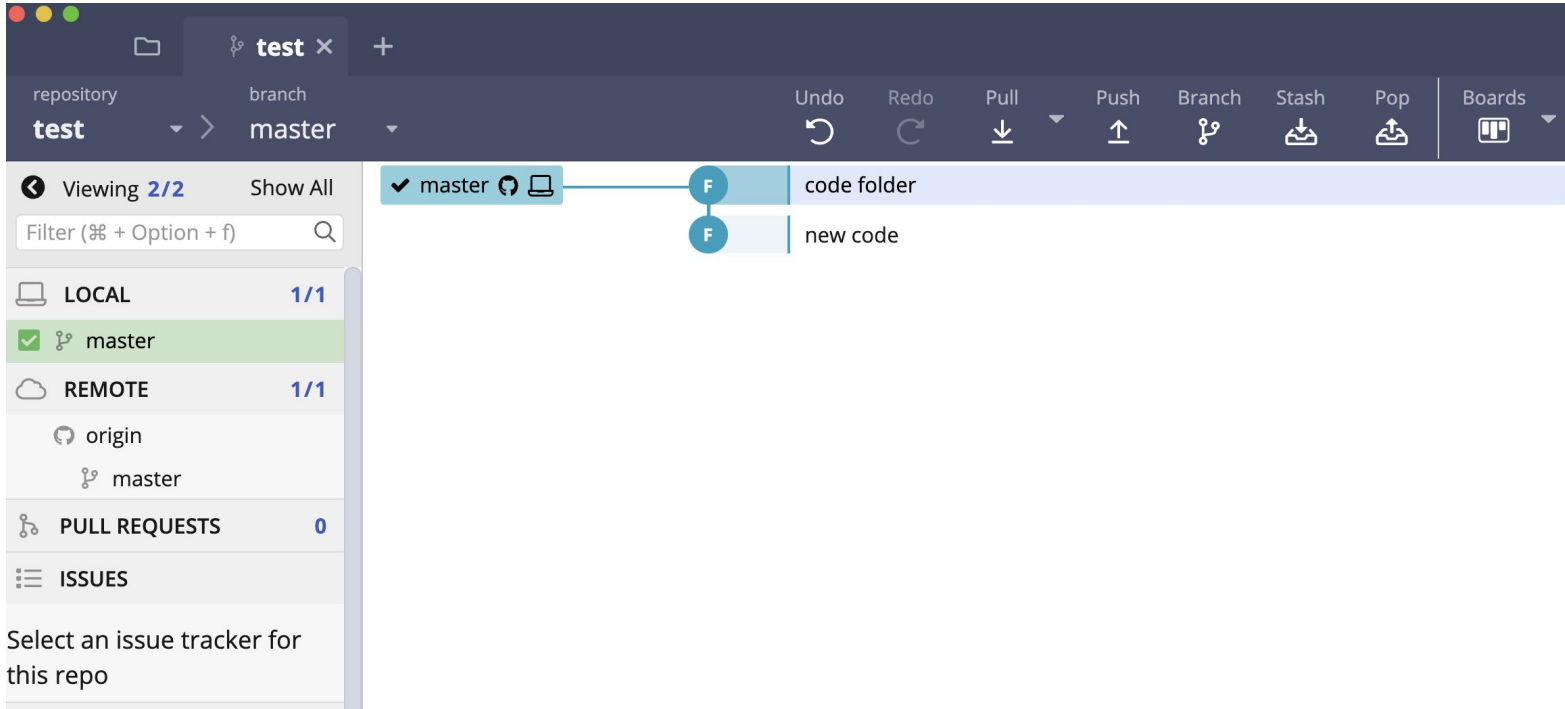 test
repository
branch
test
master
Undo
Redo
Pull
Push
Branch
Stash
Pop
Boards
Viewing 2/2 Show All
Filter (⌘ + Option + f)
LOCAL 1/1
master
REMOTE 1/1
origin
master
PULL REQUESTS 0
ISSUES
Select an issue tracker for
this repo
master F code folder
F new code